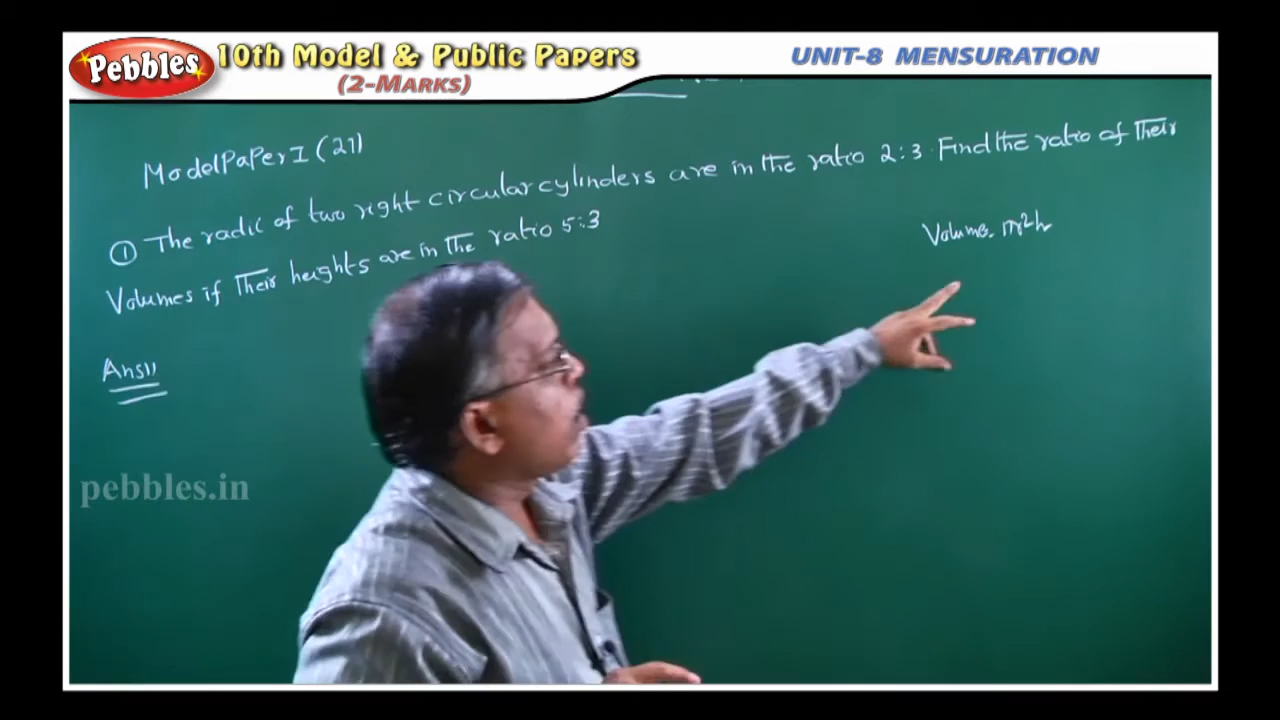 Pebbles
10th Model & Public Papers
(2-MARKS)
UNIT-8 MENSURATION
Model Paper I (21)
① The radii of two right circular cylinders are in the ratio 2:3. Find the ratio of Their
Volumes if Their heights are in the ratio 5:3
Volume = πr²h
Ans//
pebbles.in